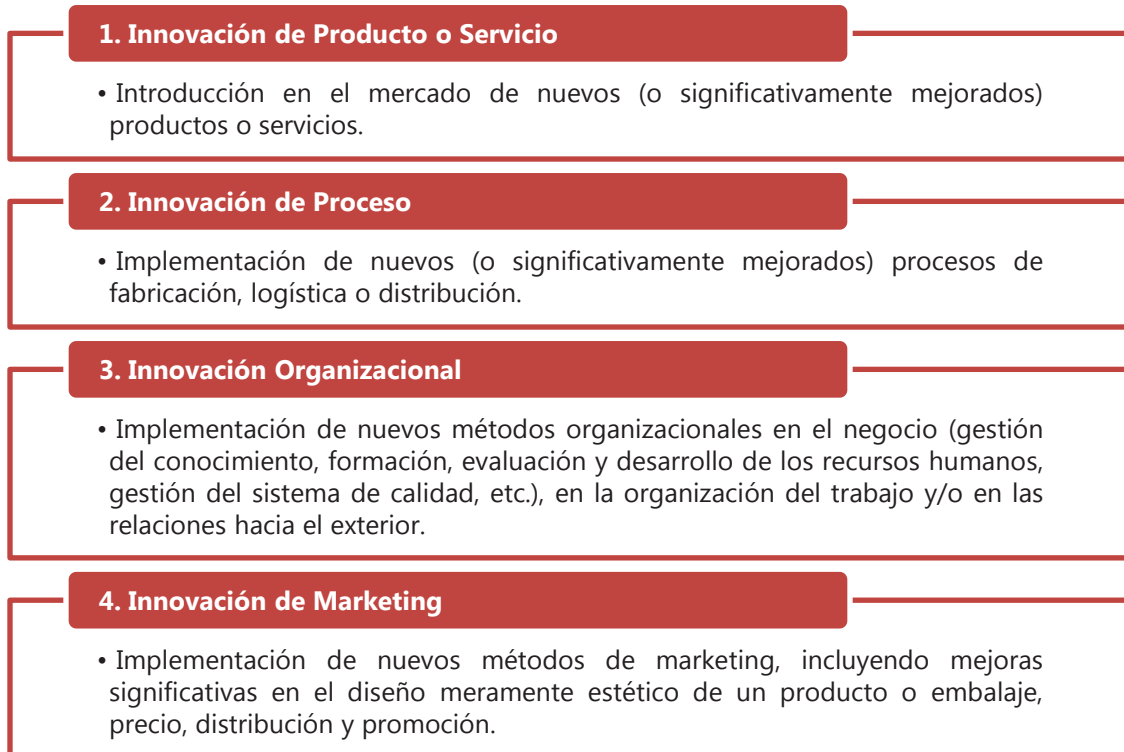 1. Innovación de Producto o Servicio
• Introducción en el mercado de nuevos (o significativamente mejorados)
productos o servicios.
2. Innovación de Proceso
• Implementación de nuevos (o significativamente mejorados) procesos de
fabricación, logística o distribución.
3. Innovación Organizacional
• Implementación de nuevos métodos organizacionales en el negocio (gestión
del conocimiento, formación, evaluación y desarrollo de los recursos humanos,
gestión del sistema de calidad, etc.), en la organización del trabajo y/o en las
relaciones hacia el exterior.
4. Innovación de Marketing
• Implementación de nuevos métodos de marketing, incluyendo mejoras
significativas en el diseño meramente estético de un producto o embalaje,
precio, distribución y promoción.